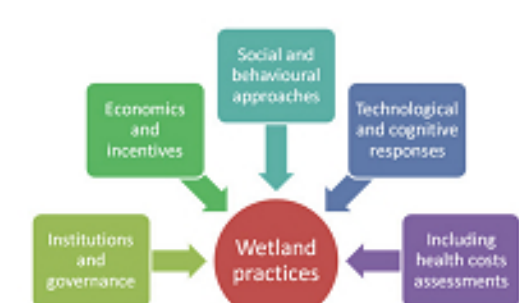 Social and
behavioural
approaches
Economics
and
incentives
Technological
and cognitive
responses
Institutions
and
governance
Wetland
practices
Including
health costs
assessments